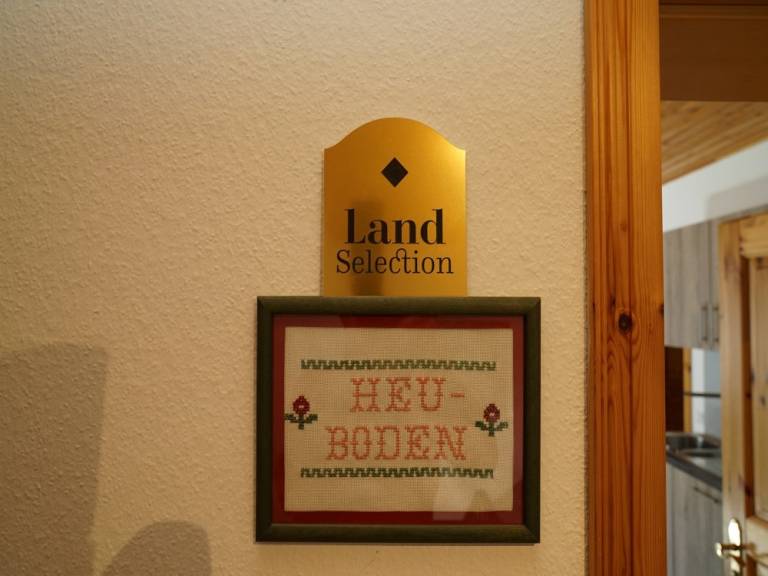 Land
Selection
HEU-
BODEN